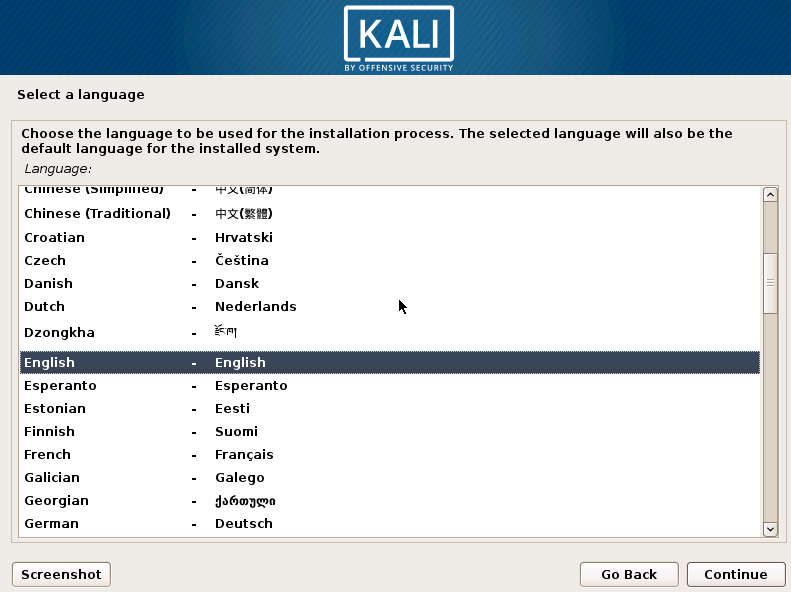 KALI
BY OFFENSIVE SECURITY
Select a language
Choose the language to be used for the installation process. The selected language will also be the
default language for the installed system.
Language:
Chinese (Simplified) - 中文(简体)
Chinese (Traditional) - 中文(繁體)
Croatian - Hrvatski
Czech - Čeština
Danish - Dansk
Dutch - Nederlands
Dzongkha - རྫོང་ཁ།
English - English
Esperanto - Esperanto
Estonian - Eesti
Finnish - Suomi
French - Français
Galician - Galego
Georgian - ქართული
German - Deutsch
Screenshot Go Back Continue